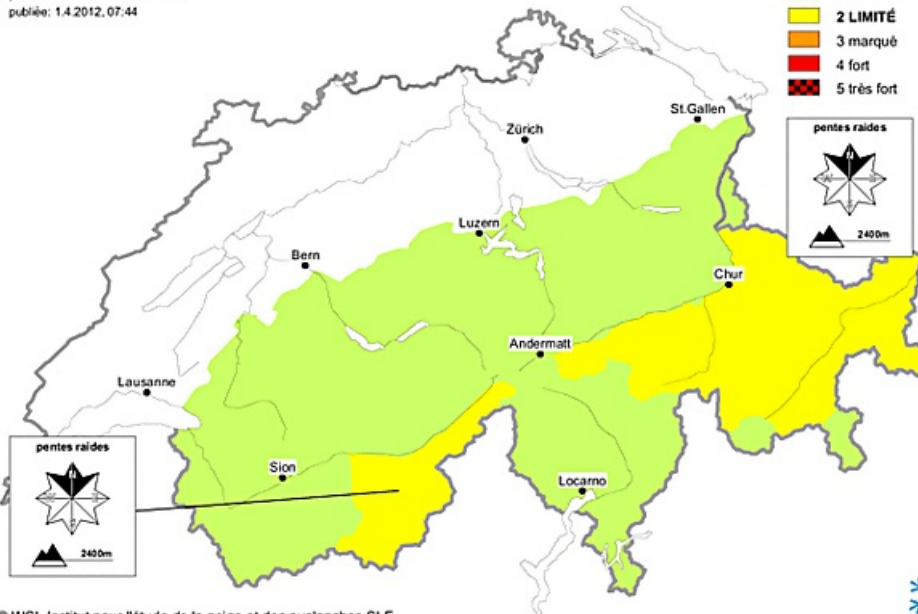 publiée: 1.4.2012, 07:44
2 LIMITÉ
3 marqué
4 fort
5 très fort
pentes raides
N
2400m
St.Gallen
Zürich
Luzern
Bern
Chur
Andermatt
Lausanne
pentes raides
N
2400m
Sion
Locarno